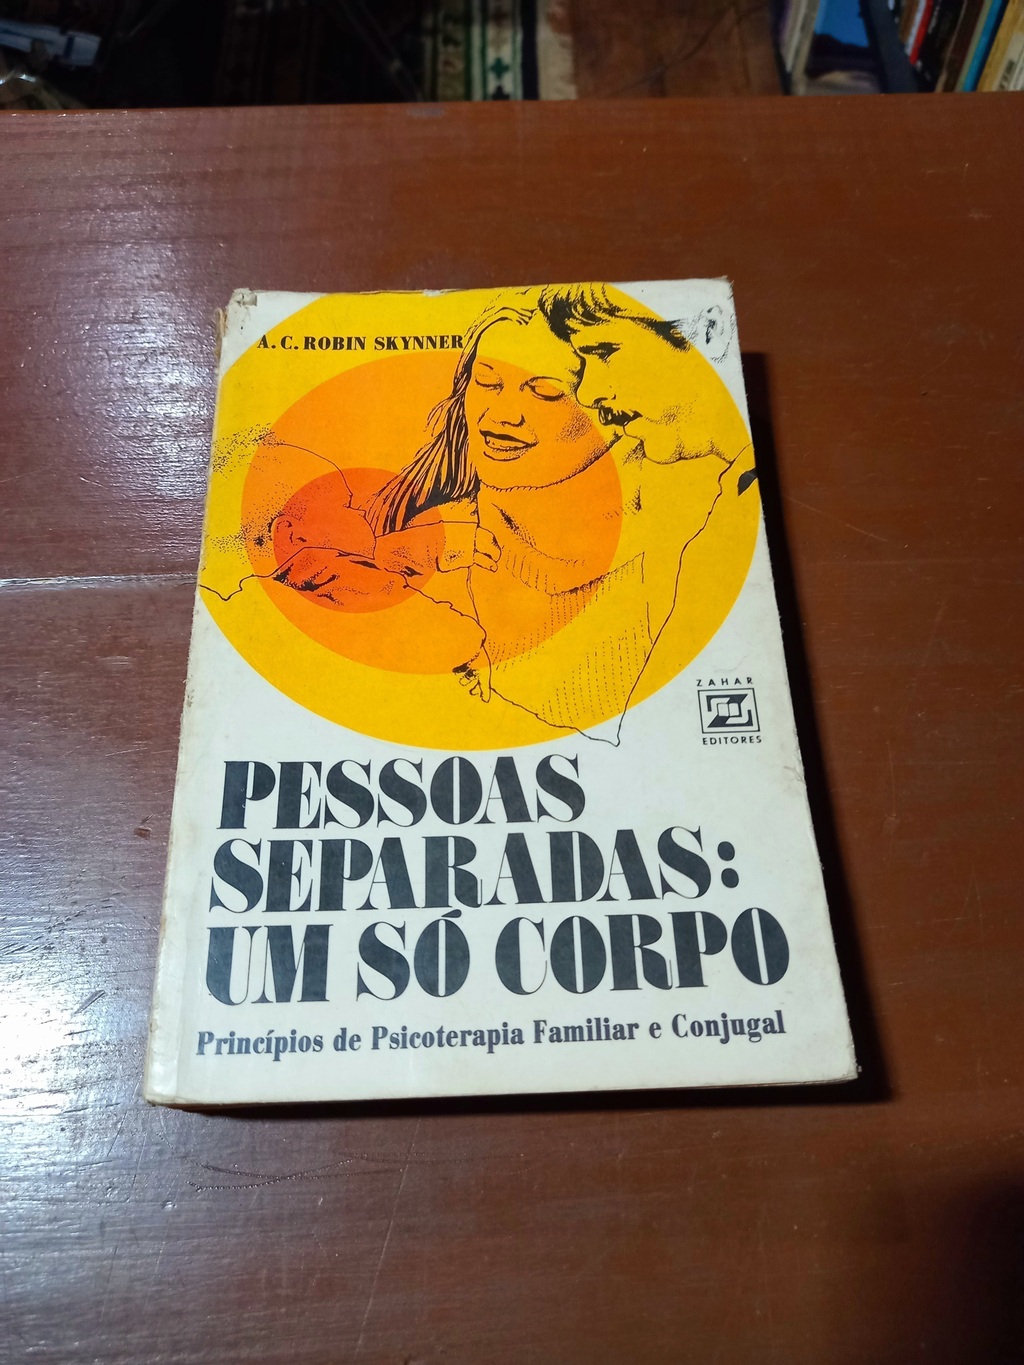 A. C. ROBIN SKYNNER
ZAHAR
EDITORES
PESSOAS
SEPARADAS:
UM SÓ CORPO
Princípios de Psicoterapia Familiar e Conjugal